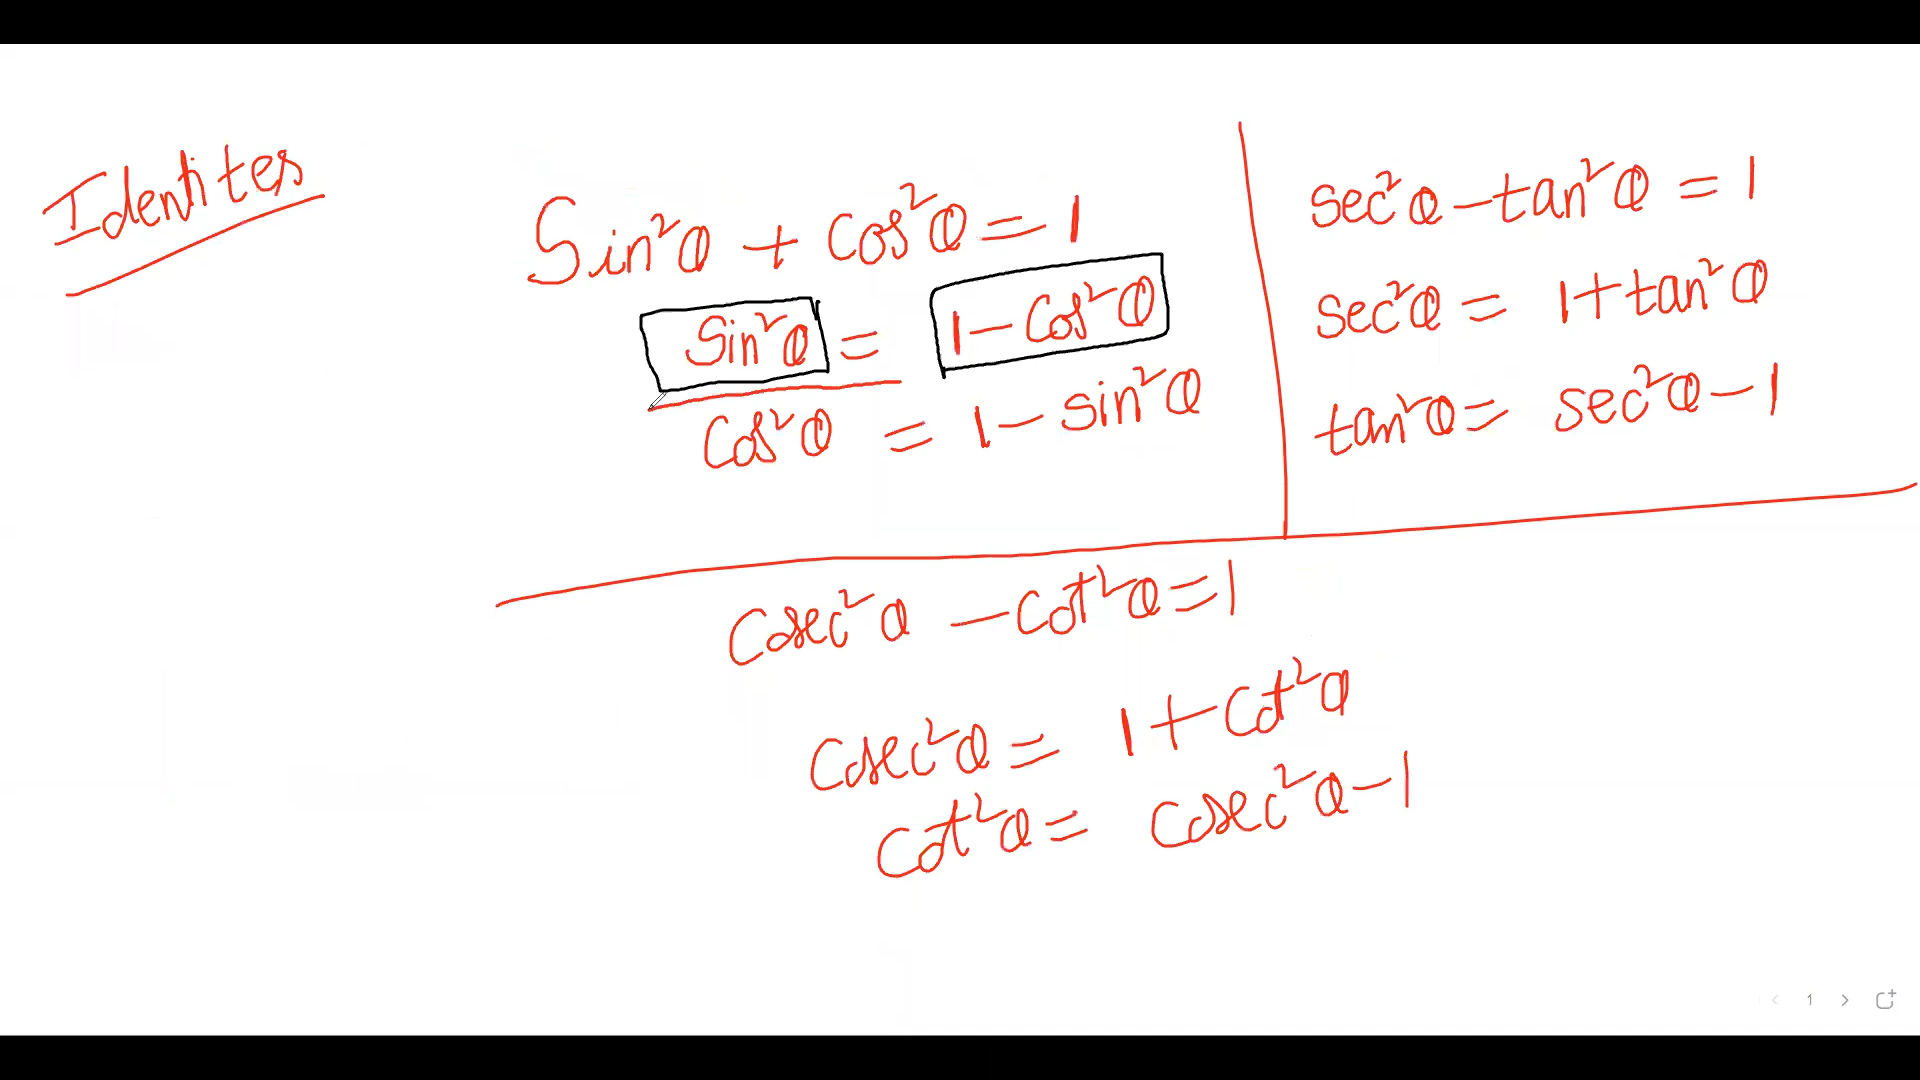 Identites
Sin²θ + Cos²θ = 1
Sin²θ = 1 - Cos²θ
Cos²θ = 1 - sin²θ
sec²θ - tan²θ = 1
sec²θ = 1 + tan²θ
tan²θ = sec²θ - 1
Cosec²θ - Cot²θ = 1
Cosec²θ = 1 + Cot²θ
Cot²θ = Cosec²θ - 1
1